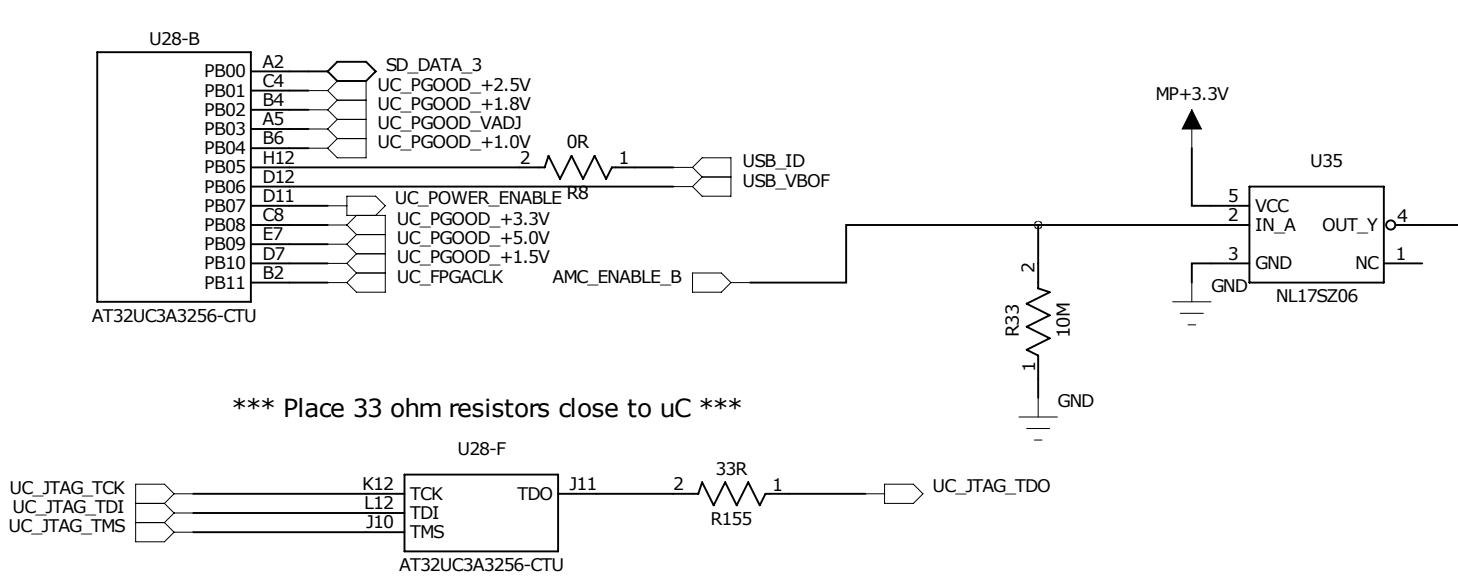 U28-B
PB00 A2 SD_DATA_3
PB01 C4 UC_PGOOD_+2.5V
PB02 B4 UC_PGOOD_+1.8V
PB03 A5 UC_PGOOD_VADJ
PB04 B6 UC_PGOOD_+1.0V
PB05 H12 2 0R 1 USB_ID
PB06 D12 R8 USB_VBOF
PB07 D11 UC_POWER_ENABLE
PB08 C8 UC_PGOOD_+3.3V
PB09 E7 UC_PGOOD_+5.0V
PB10 D7 UC_PGOOD_+1.5V
PB11 B2 UC_FPGACLK
AT32UC3A3256-CTU
MP+3.3V
U35
5 VCC
2 IN_A OUT_Y 4
3 GND NC 1
GND
NL17SZ06
AMC_ENABLE_B
2
R33 10M
1
GND
*** Place 33 ohm resistors close to uC ***
U28-F
UC_JTAG_TCK K12 TCK TDO J11 2 33R 1 UC_JTAG_TDO
UC_JTAG_TDI L12 TDI R155
UC_JTAG_TMS J10 TMS
AT32UC3A3256-CTU